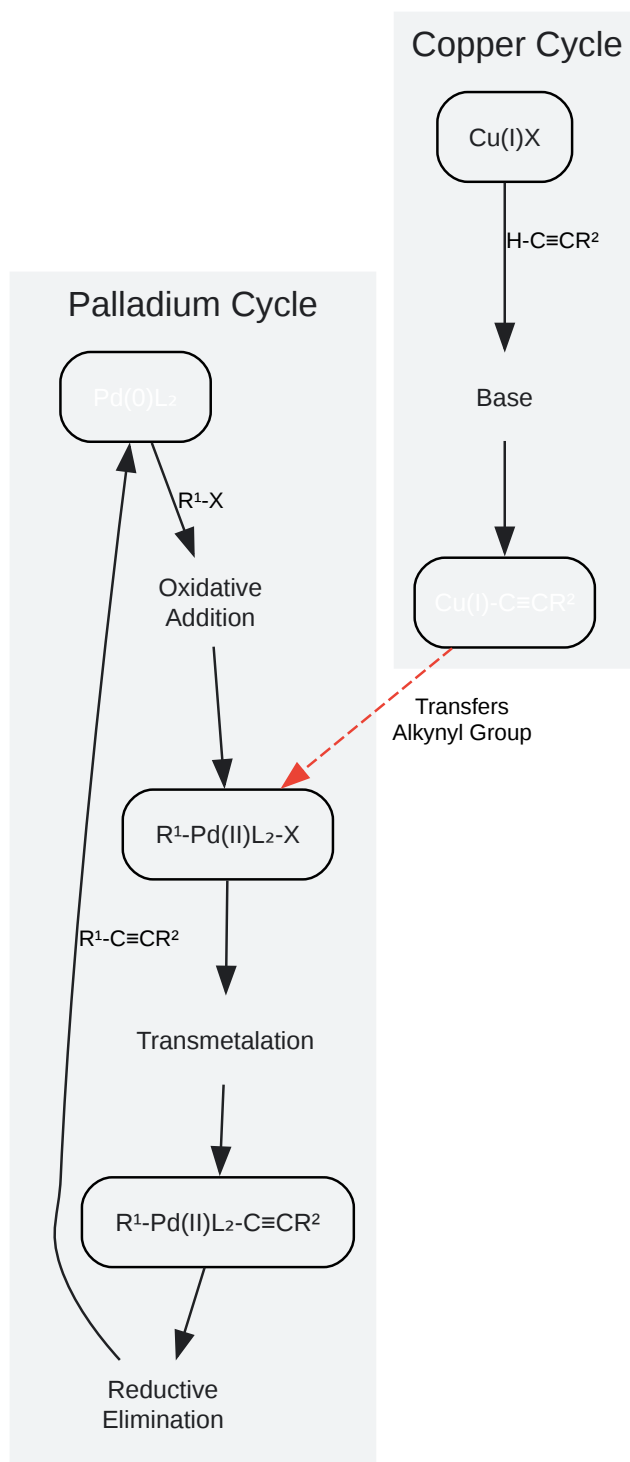 Copper Cycle
Cu(I)X
H-C≡CR²
Base
Cu(I)-C≡CR²
Transfers
Alkynyl Group
Palladium Cycle
Pd(0)L₂
R¹-X
Oxidative
Addition
R¹-Pd(II)L₂-X
R¹-C≡CR²
Transmetalation
R¹-Pd(II)L₂-C≡CR²
Reductive
Elimination